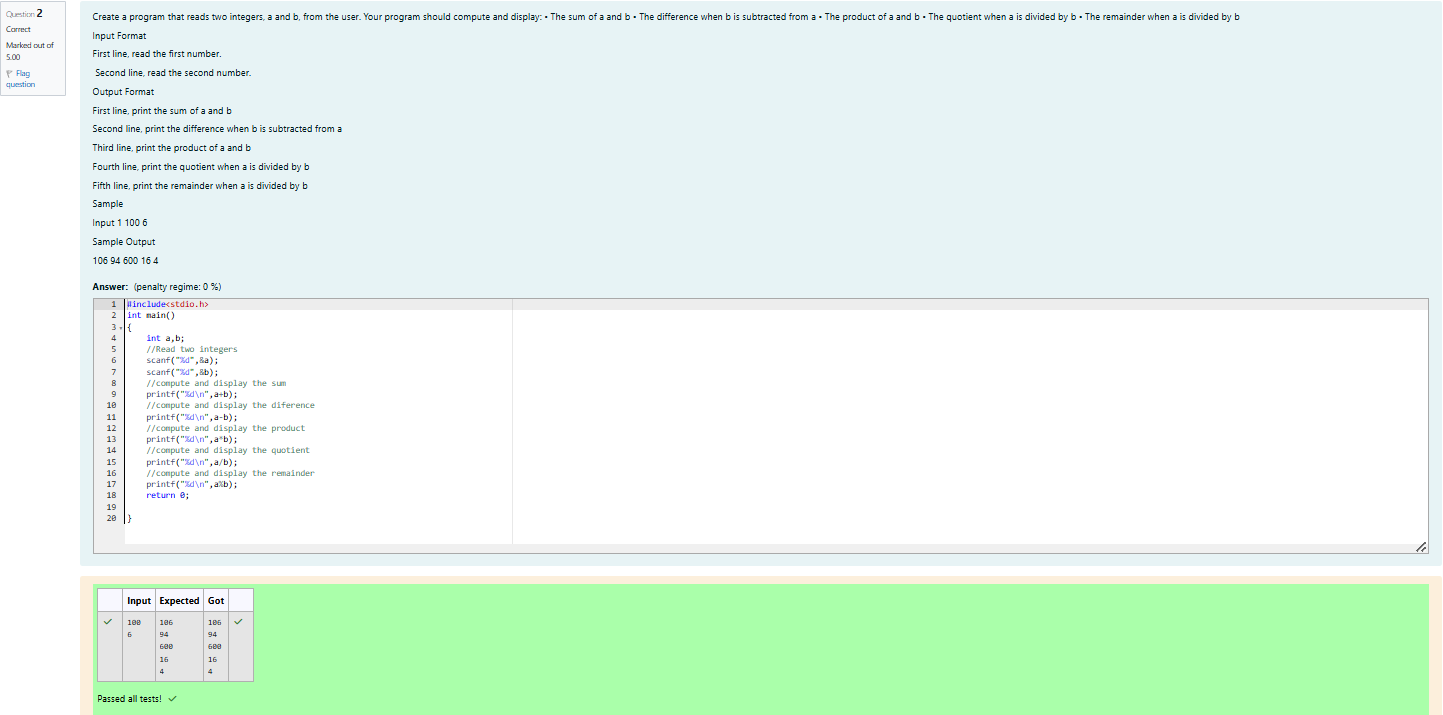 Question 2
Correct
Marked out of
5.00
Flag
question
Create a program that reads two integers, a and b, from the user. Your program should compute and display: • The sum of a and b • The difference when b is subtracted from a • The product of a and b • The quotient when a is divided by b • The remainder when a is divided by b
Input Format
First line, read the first number.
Second line, read the second number.
Output Format
First line, print the sum of a and b
Second line, print the difference when b is subtracted from a
Third line, print the product of a and b
Fourth line, print the quotient when a is divided by b
Fifth line, print the remainder when a is divided by b
Sample
Input 1 100 6
Sample Output
106 94 600 16 4
Answer: (penalty regime: 0 %)
1 #include<stdio.h>
2 int main()
3 {
4 int a,b;
5 //Read two integers
6 scanf("%d",&a);
7 scanf("%d",&b);
8 //compute and display the sum
9 printf("%d\n",a+b);
10 //compute and display the diference
11 printf("%d\n",a-b);
12 //compute and display the product
13 printf("%d\n",a*b);
14 //compute and display the quotient
15 printf("%d\n",a/b);
16 //compute and display the remainder
17 printf("%d\n",a%b);
18 return 0;
19
20 }
Input Expected Got
100 106 106
6 94 94
600 600
16 16
4 4
Passed all tests!